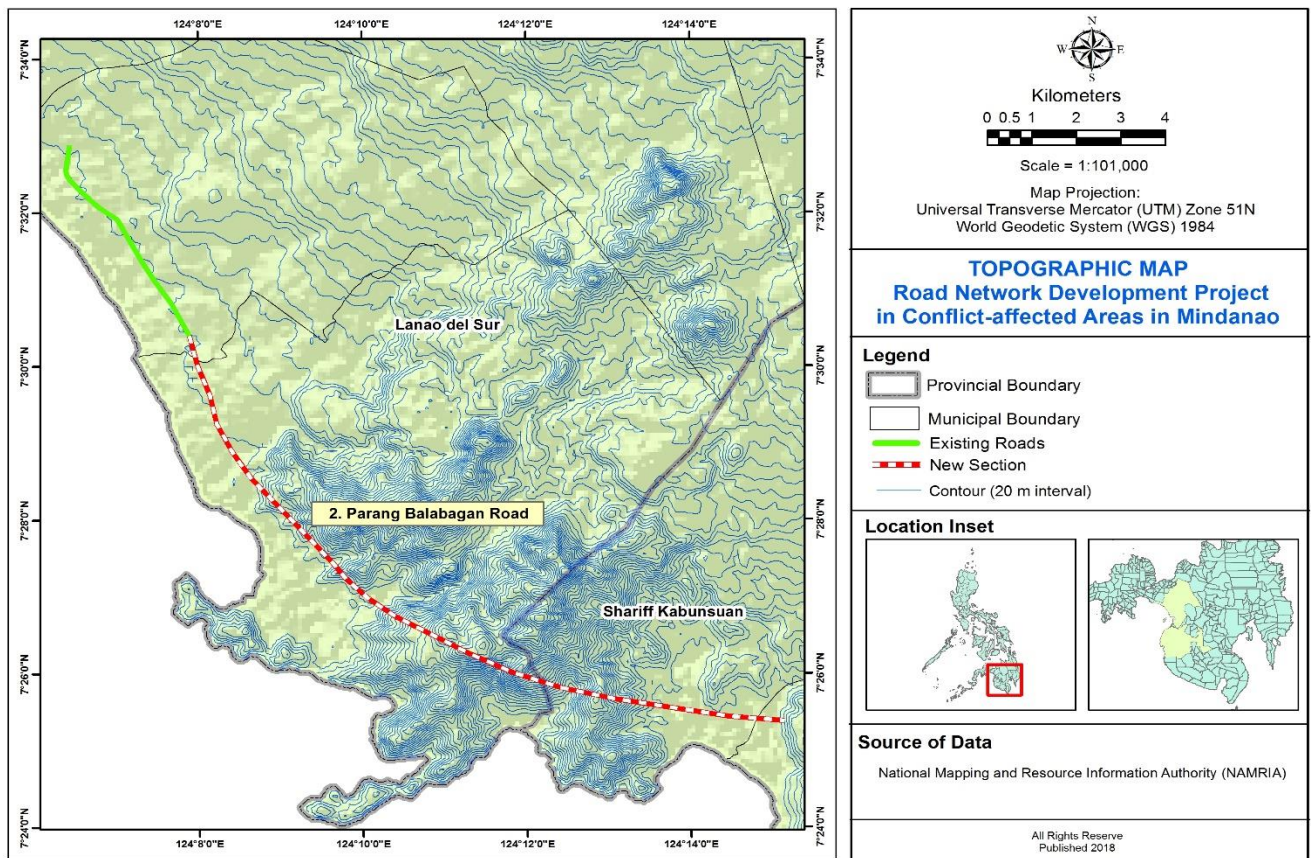 124°8'0"E
124°10'0"E
124°12'0"E
124°14'0"E
7°34'0"N
7°34'0"N
7°32'0"N
7°32'0"N
Lanao del Sur
7°30'0"N
7°30'0"N
2. Parang Balabagan Road
7°28'0"N
7°28'0"N
Shariff Kabunsuan
7°26'0"N
7°26'0"N
7°24'0"N
7°24'0"N
124°8'0"E
124°10'0"E
124°12'0"E
124°14'0"E
N
W E
S
Kilometers
0 0.5 1 2 3 4
Scale = 1:101,000
Map Projection:
Universal Transverse Mercator (UTM) Zone 51N
World Geodetic System (WGS) 1984
TOPOGRAPHIC MAP
Road Network Development Project
in Conflict-affected Areas in Mindanao
Legend
Provincial Boundary
Municipal Boundary
Existing Roads
New Section
Contour (20 m interval)
Location Inset
Source of Data
National Mapping and Resource Information Authority (NAMRIA)
All Rights Reserve
Published 2018